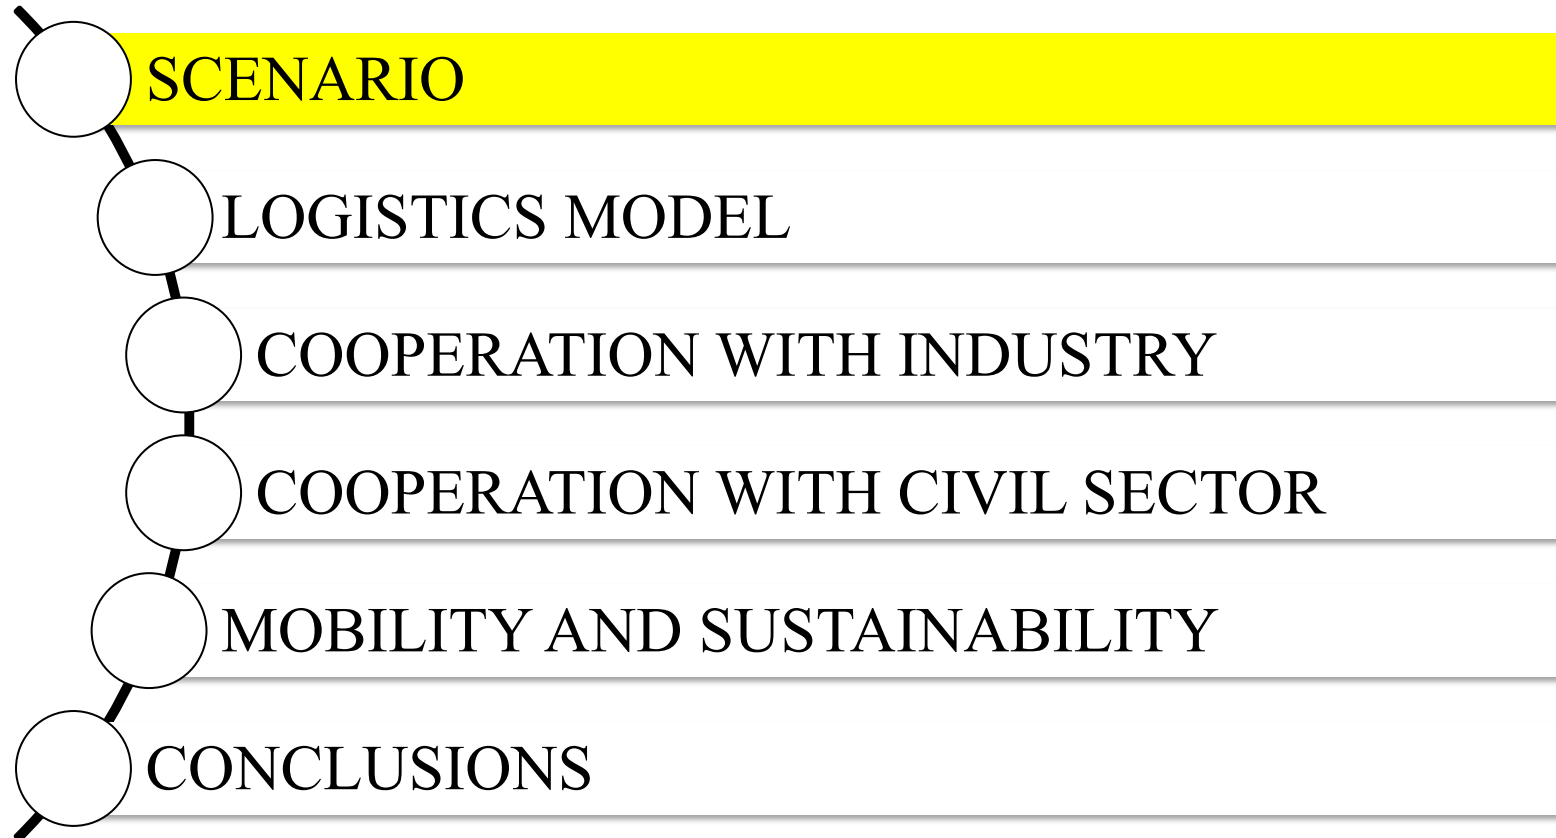 SCENARIO
LOGISTICS MODEL
COOPERATION WITH INDUSTRY
COOPERATION WITH CIVIL SECTOR
MOBILITY AND SUSTAINABILITY
CONCLUSIONS